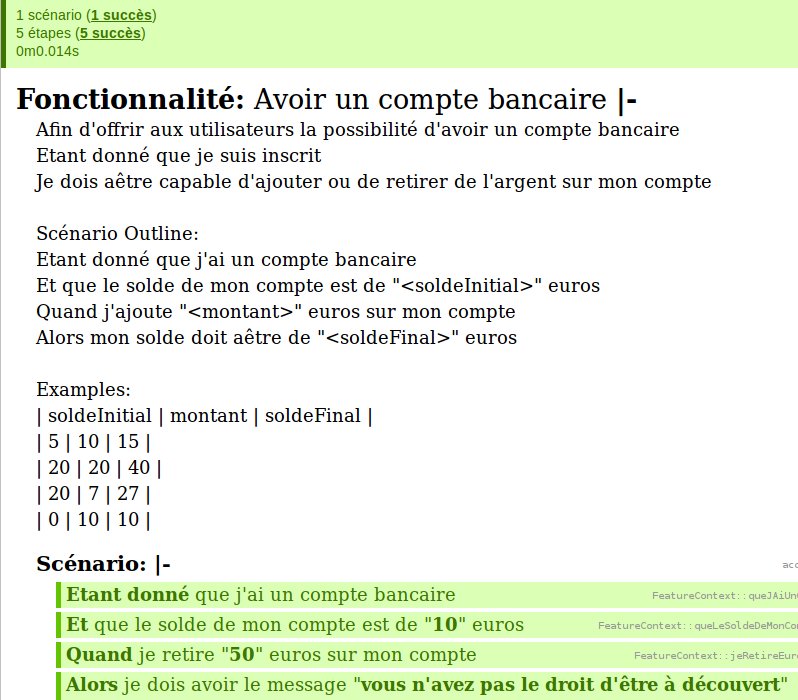 1 scénario (1 succès)
5 étapes (5 succès)
0m0.014s
Fonctionnalité: Avoir un compte bancaire |-
Afin d'offrir aux utilisateurs la possibilité d'avoir un compte bancaire
Etant donné que je suis inscrit
Je dois aêtre capable d'ajouter ou de retirer de l'argent sur mon compte
Scénario Outline:
Etant donné que j'ai un compte bancaire
Et que le solde de mon compte est de "<soldeInitial>" euros
Quand j'ajoute "<montant>" euros sur mon compte
Alors mon solde doit aêtre de "<soldeFinal>" euros
Examples:
| soldeInitial | montant | soldeFinal |
| 5 | 10 | 15 |
| 20 | 20 | 40 |
| 20 | 7 | 27 |
| 0 | 10 | 10 |
Scénario: |- acc
Etant donné que j'ai un compte bancaire FeatureContext::queJAiUn
Et que le solde de mon compte est de "10" euros FeatureContext::queLeSoldeDeMonCo
Quand je retire "50" euros sur mon compte FeatureContext::jeRetireEur
Alors je dois avoir le message "vous n'avez pas le droit d'être à découvert"